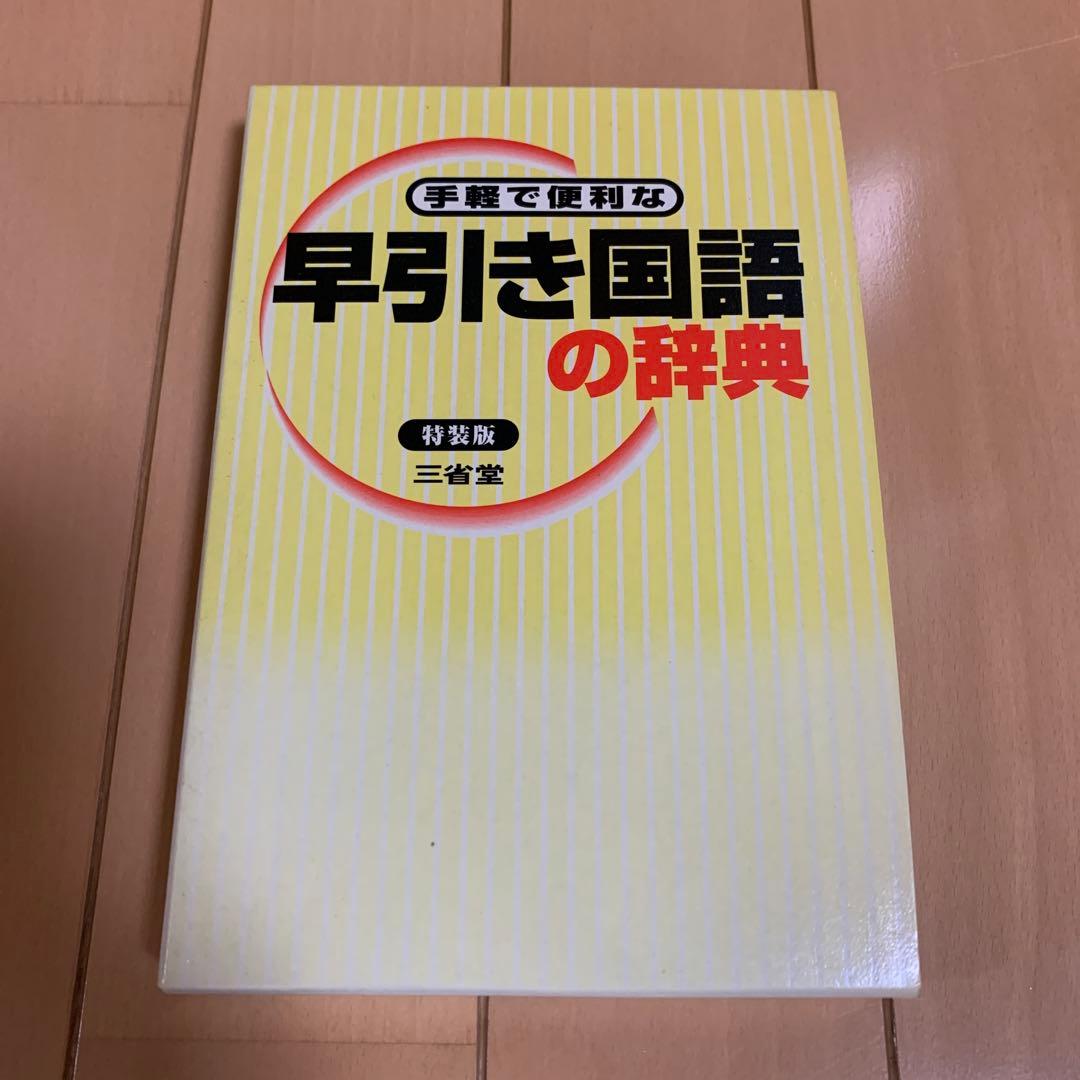 手軽で便利な
早引き国語
の辞典
特装版
三省堂